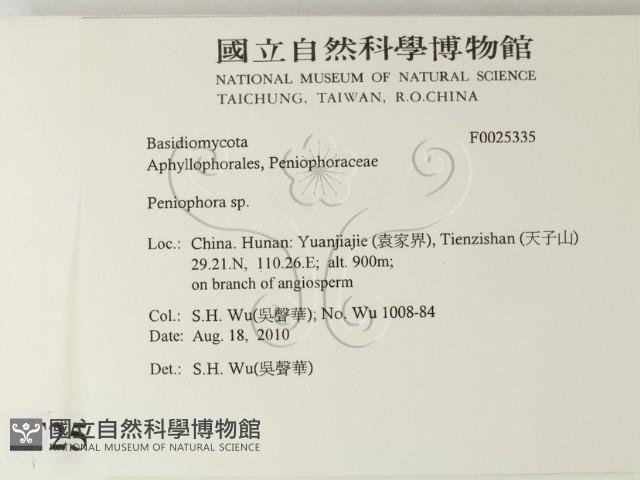 國立自然科學博物館
NATIONAL MUSEUM OF NATURAL SCIENCE
TAICHUNG, TAIWAN, R.O.CHINA
Basidiomycota F0025335
Aphyllophorales, Peniophoraceae
Peniophora sp.
Loc.: China. Hunan: Yuanjiajie (袁家界), Tienzishan (天子山)
29.21.N, 110.26.E; alt. 900m;
on branch of angiosperm
Col.: S.H. Wu(吳聲華); No. Wu 1008-84
Date: Aug. 18, 2010
Det.: S.H. Wu(吳聲華)
國立自然科學博物館
NATIONAL MUSEUM OF NATURAL SCIENCE